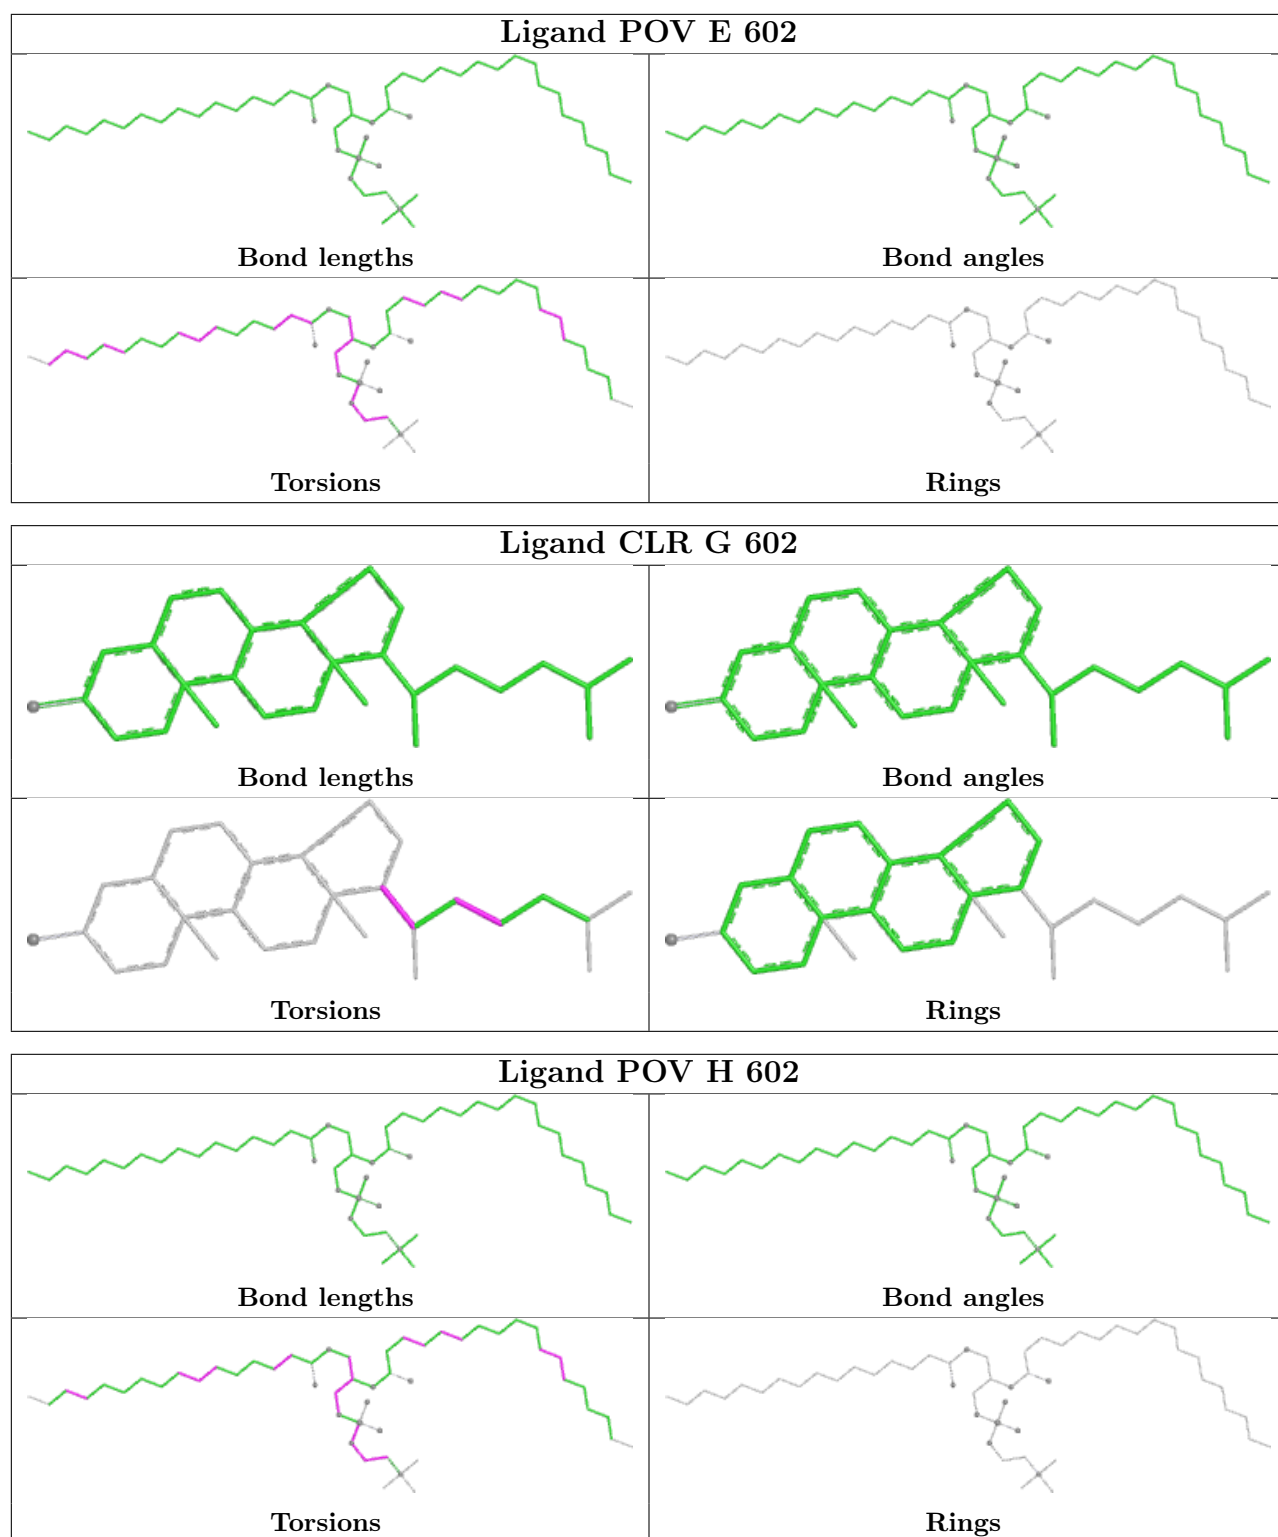 Ligand POV E 602
Bond lengths
Bond angles
Torsions
Rings
Ligand CLR G 602
Bond lengths
Bond angles
Torsions
Rings
Ligand POV H 602
Bond lengths
Bond angles
Torsions
Rings